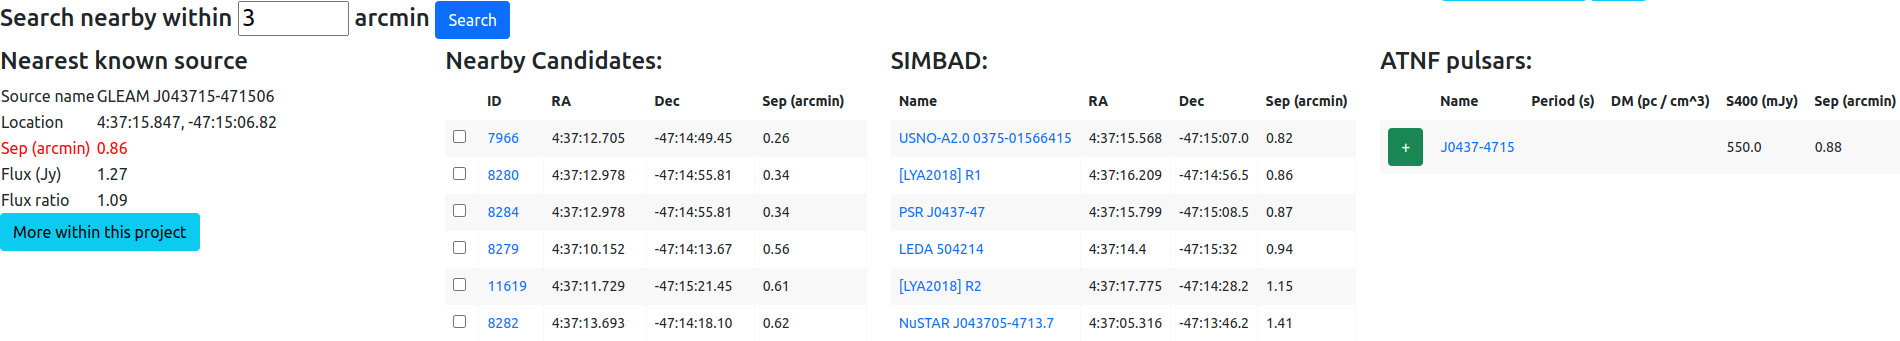 Search nearby within 3 arcmin Search
Nearest known source
Source name GLEAM J043715-471506
Location 4:37:15.847, -47:15:06.82
Sep (arcmin) 0.86
Flux (Jy) 1.27
Flux ratio 1.09
More within this project
Nearby Candidates:
ID RA Dec Sep (arcmin)
7966 4:37:12.705 -47:14:49.45 0.26
8280 4:37:12.978 -47:14:55.81 0.34
8284 4:37:12.978 -47:14:55.81 0.34
8279 4:37:10.152 -47:14:13.67 0.56
11619 4:37:11.729 -47:15:21.45 0.61
8282 4:37:13.693 -47:14:18.10 0.62
SIMBAD:
Name RA Dec Sep (arcmin)
USNO-A2.0 0375-01566415 4:37:15.568 -47:15:07.0 0.82
[LYA2018] R1 4:37:16.209 -47:14:56.5 0.86
PSR J0437-47 4:37:15.799 -47:15:08.5 0.87
LEDA 504214 4:37:14.4 -47:15:32 0.94
[LYA2018] R2 4:37:17.775 -47:14:28.2 1.15
NuSTAR J043705-4713.7 4:37:05.316 -47:13:46.2 1.41
ATNF pulsars:
Name Period (s) DM (pc / cm^3) S400 (mJy) Sep (arcmin)
+ J0437-4715 550.0 0.88